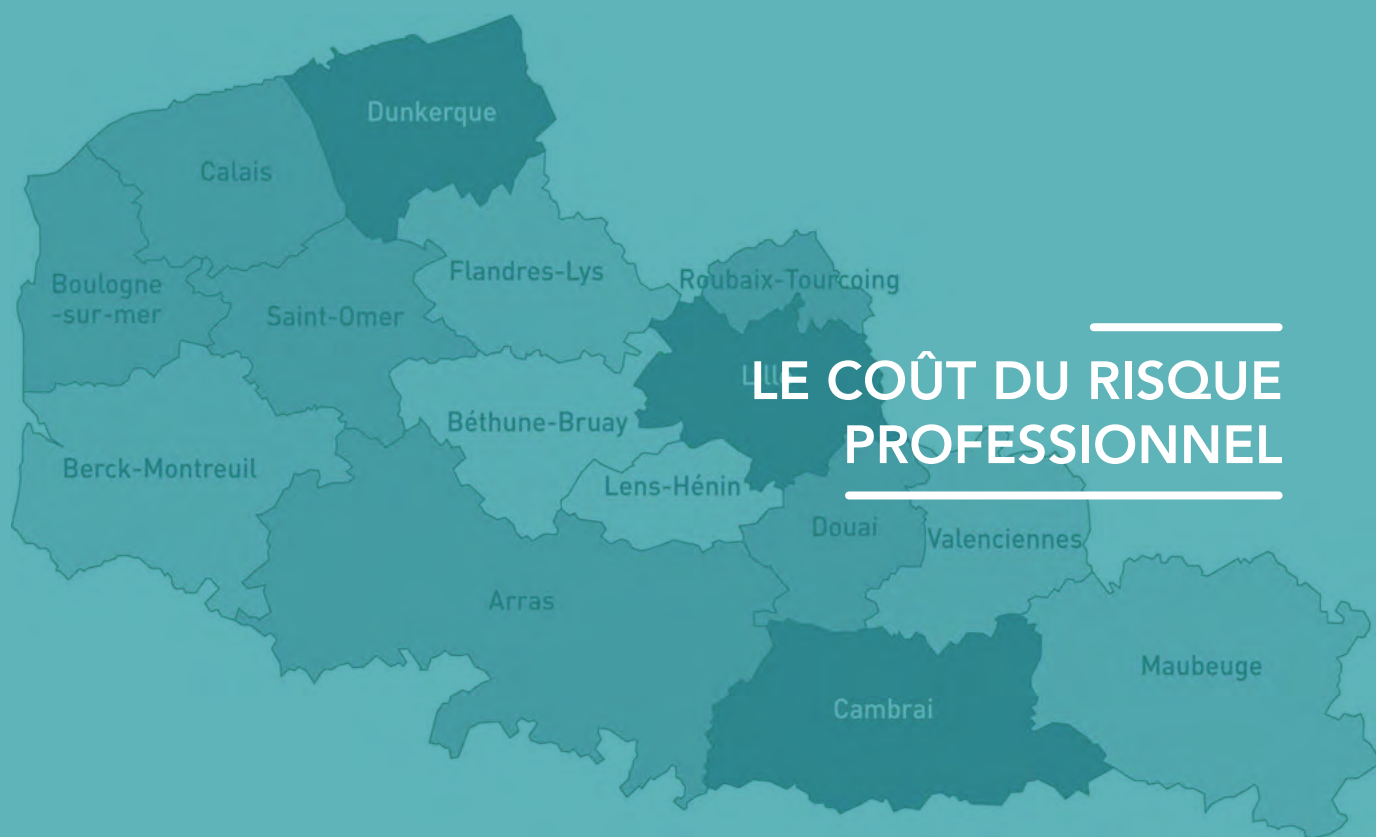 Dunkerque
Calais
Flandres-Lys
Roubaix-Tourcoing
Boulogne
-sur-mer
Saint-Omer
Lille
LE COÛT DU RISQUE
PROFESSIONNEL
Béthune-Bruay
Berck-Montreuil
Lens-Hénin
Douai
Valenciennes
Arras
Maubeuge
Cambrai